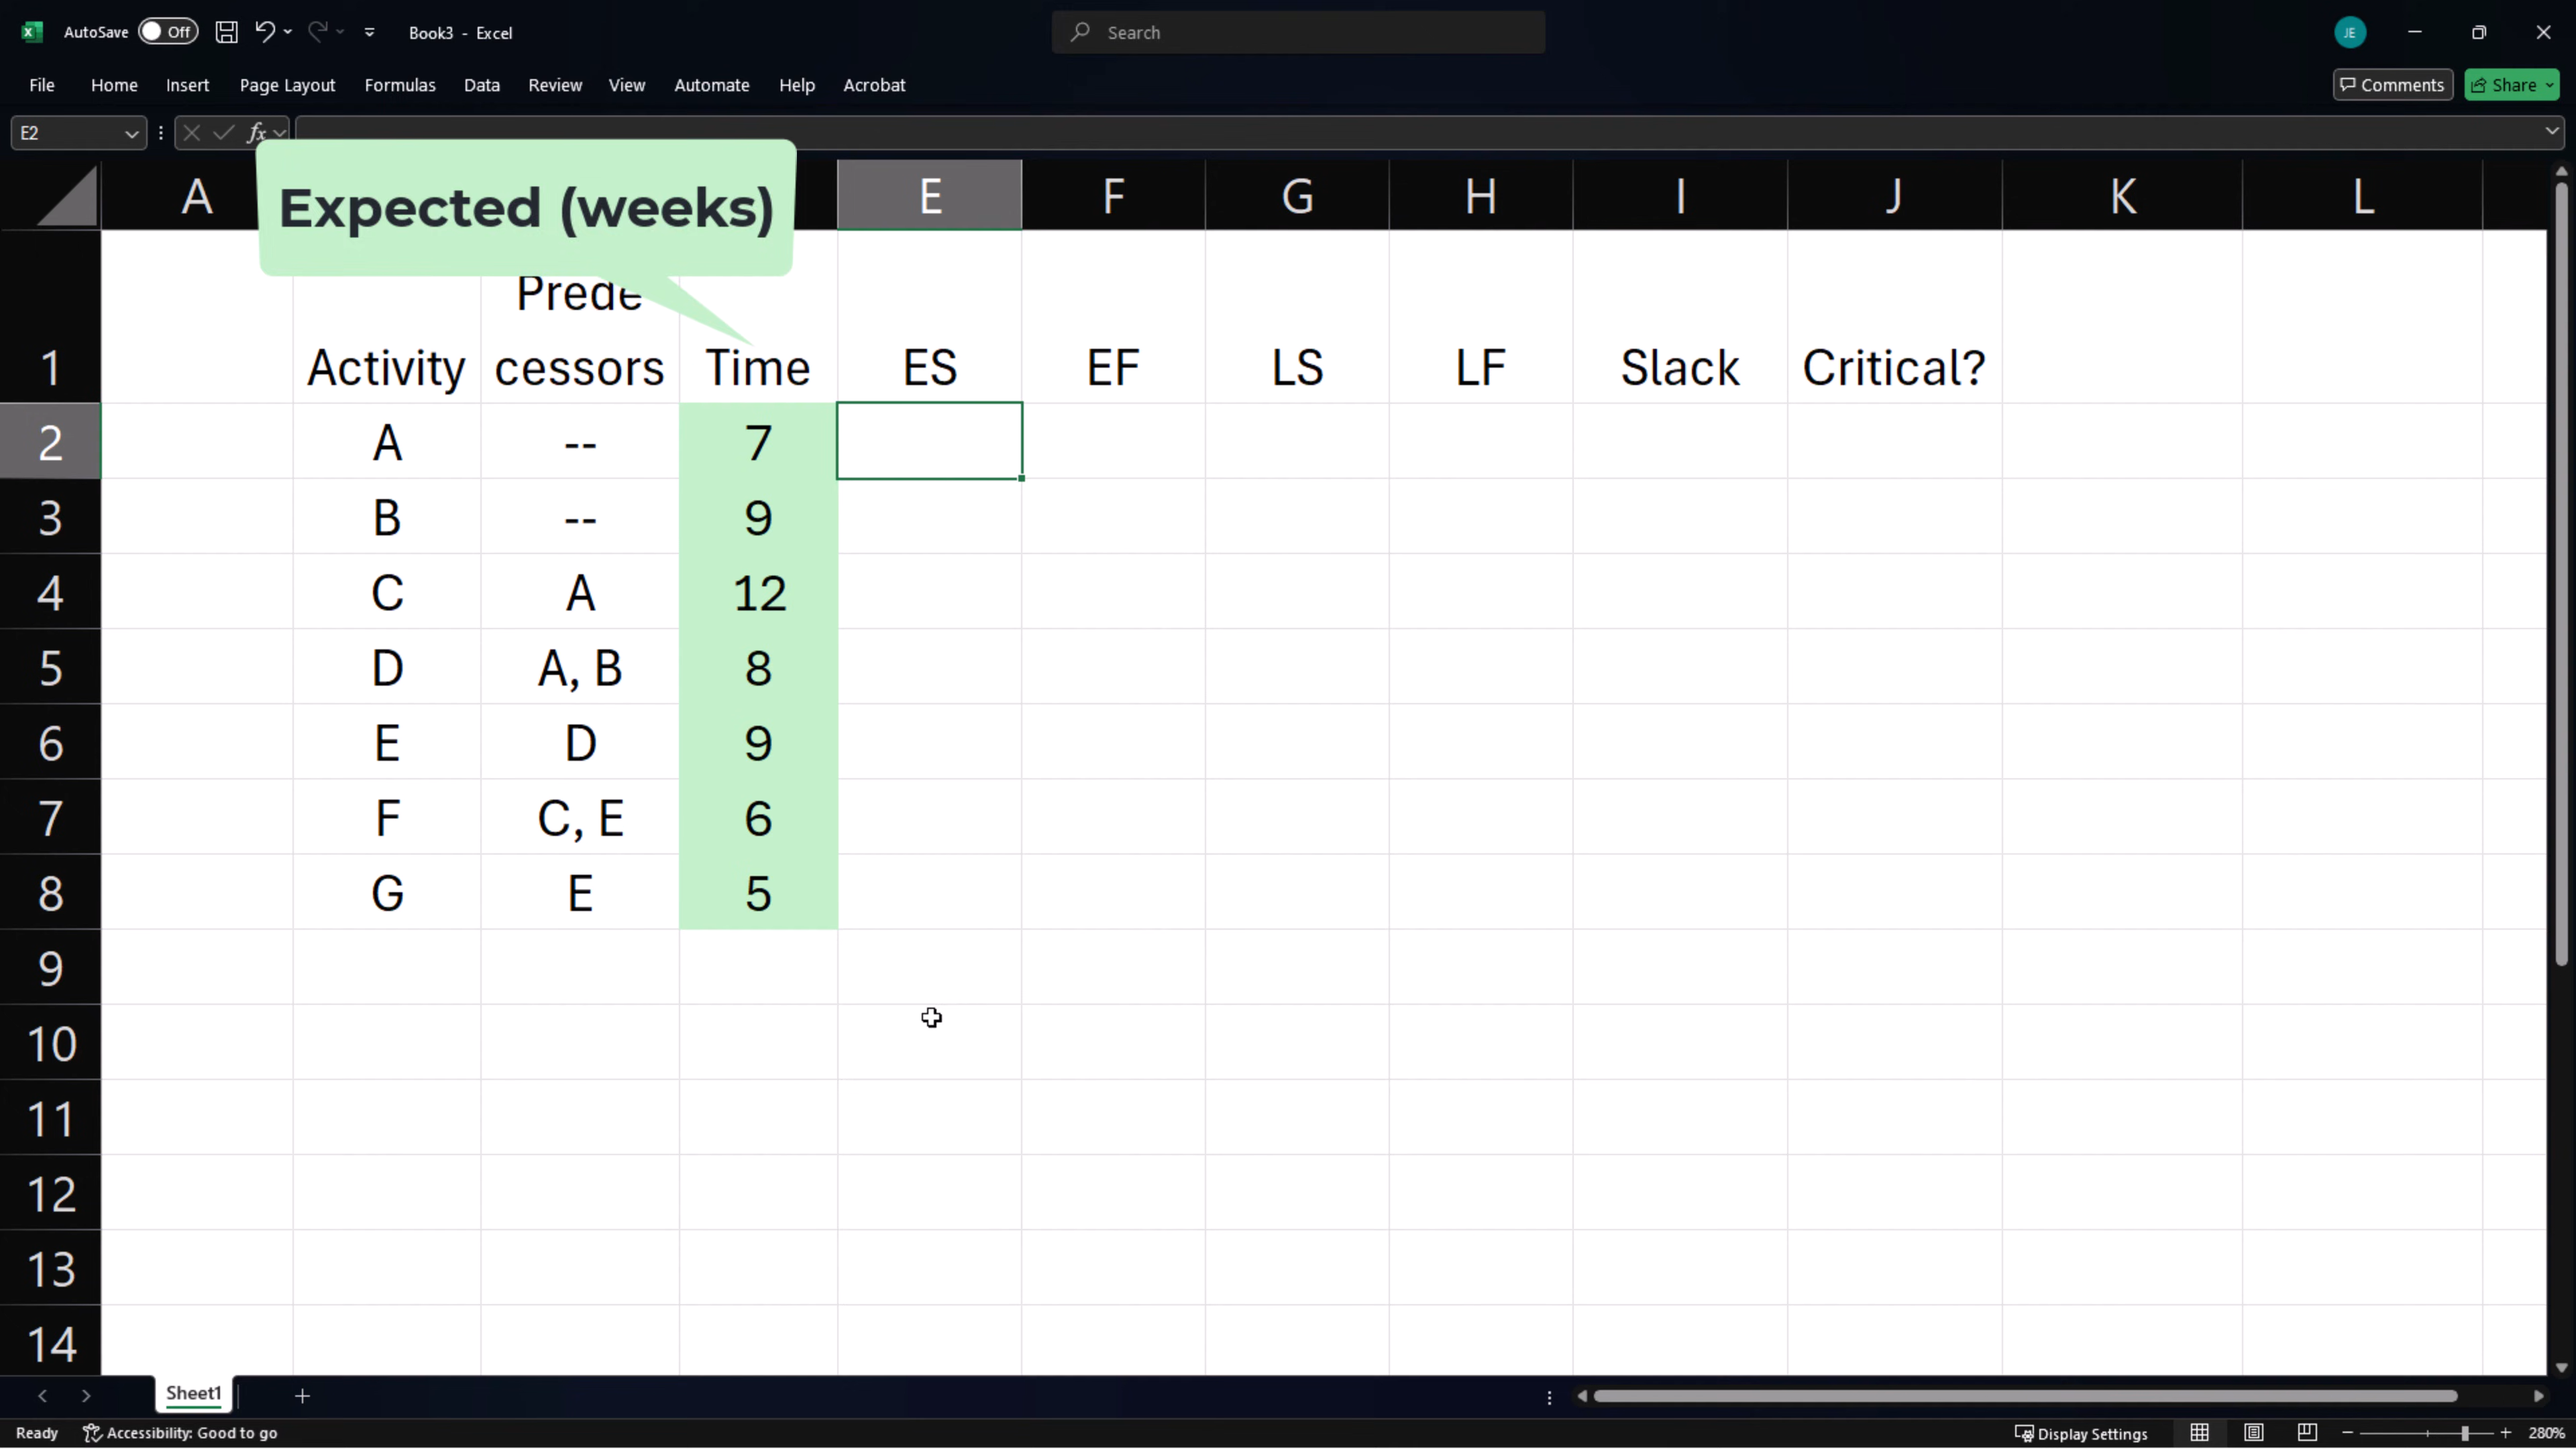 AutoSave Off Book3 - Excel Search JE
File Home Insert Page Layout Formulas Data Review View Automate Help Acrobat Comments Share
E2 fx
Expected (weeks)
A E F G H I J K L
Prede
1 Activity cessors Time ES EF LS LF Slack Critical?
2 A -- 7
3 B -- 9
4 C A 12
5 D A, B 8
6 E D 9
7 F C, E 6
8 G E 5
9
10
11
12
13
14
Sheet1
Ready Accessibility: Good to go Display Settings 280%